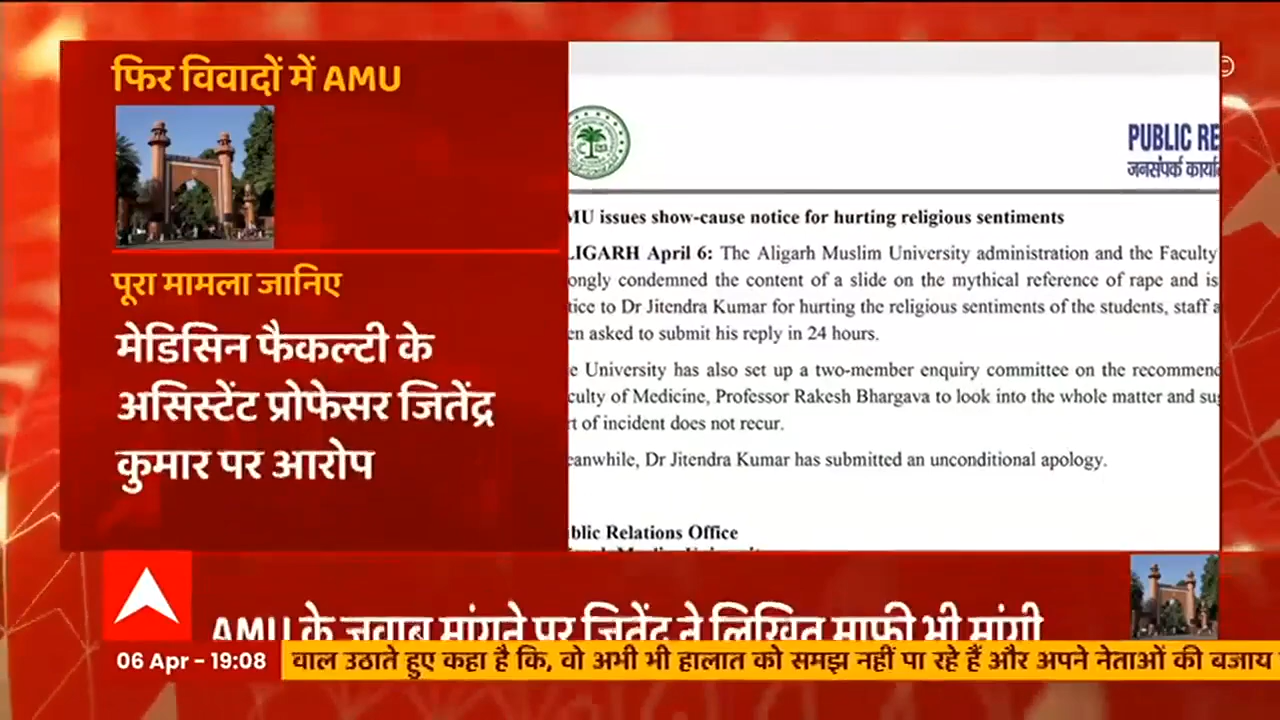 फिर विवादों में AMU
पूरा मामला जानिए
मेडिसिन फैकल्टी के
असिस्टेंट प्रोफेसर जितेंद्र
कुमार पर आरोप
©
PUBLIC RE
जनसंपर्क कार्या
MU issues show-cause notice for hurting religious sentiments
LIGARH April 6: The Aligarh Muslim University administration and the Faculty
ongly condemned the content of a slide on the mythical reference of rape and is
tice to Dr Jitendra Kumar for hurting the religious sentiments of the students, staff a
en asked to submit his reply in 24 hours.
e University has also set up a two-member enquiry committee on the recommend
culty of Medicine, Professor Rakesh Bhargava to look into the whole matter and sug
rt of incident does not recur.
eanwhile, Dr Jitendra Kumar has submitted an unconditional apology.
blic Relations Office
AMU के जवाब मांगने पर जितेंद्र ने लिखित माफी भी मांगी
06 Apr - 19:08
वाल उठाते हुए कहा है कि, वो अभी भी हालात को समझ नहीं पा रहे हैं और अपने नेताओं की बजाय